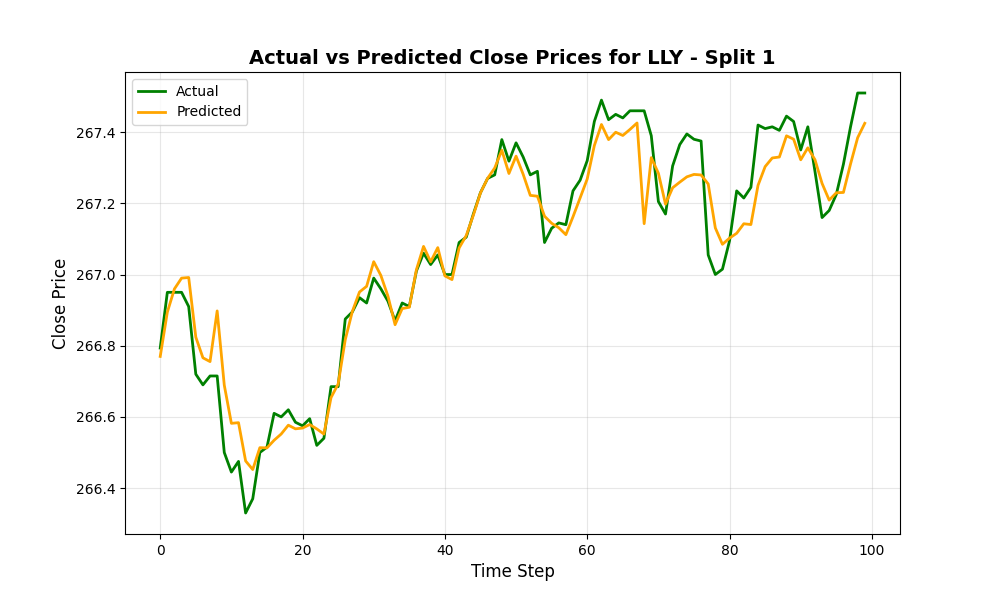 Actual vs Predicted Close Prices for LLY - Split 1
Actual
Predicted
Close Price
267.4
267.2
267.0
266.8
266.6
266.4
0 20 40 60 80 100
Time Step